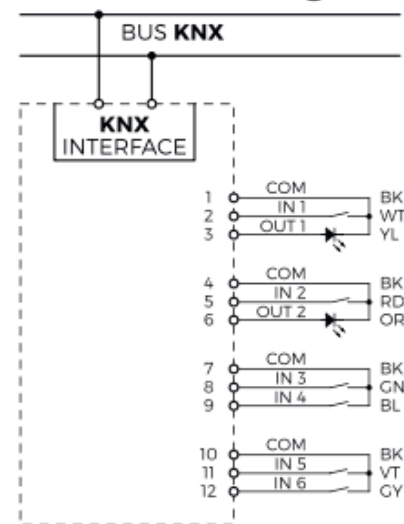 BUS KNX
KNX
INTERFACE
1 COM BK
2 IN 1 WT
3 OUT 1 YL
4 COM BK
5 IN 2 RD
6 OUT 2 OR
7 COM BK
8 IN 3 GN
9 IN 4 BL
10 COM BK
11 IN 5 VT
12 IN 6 GY